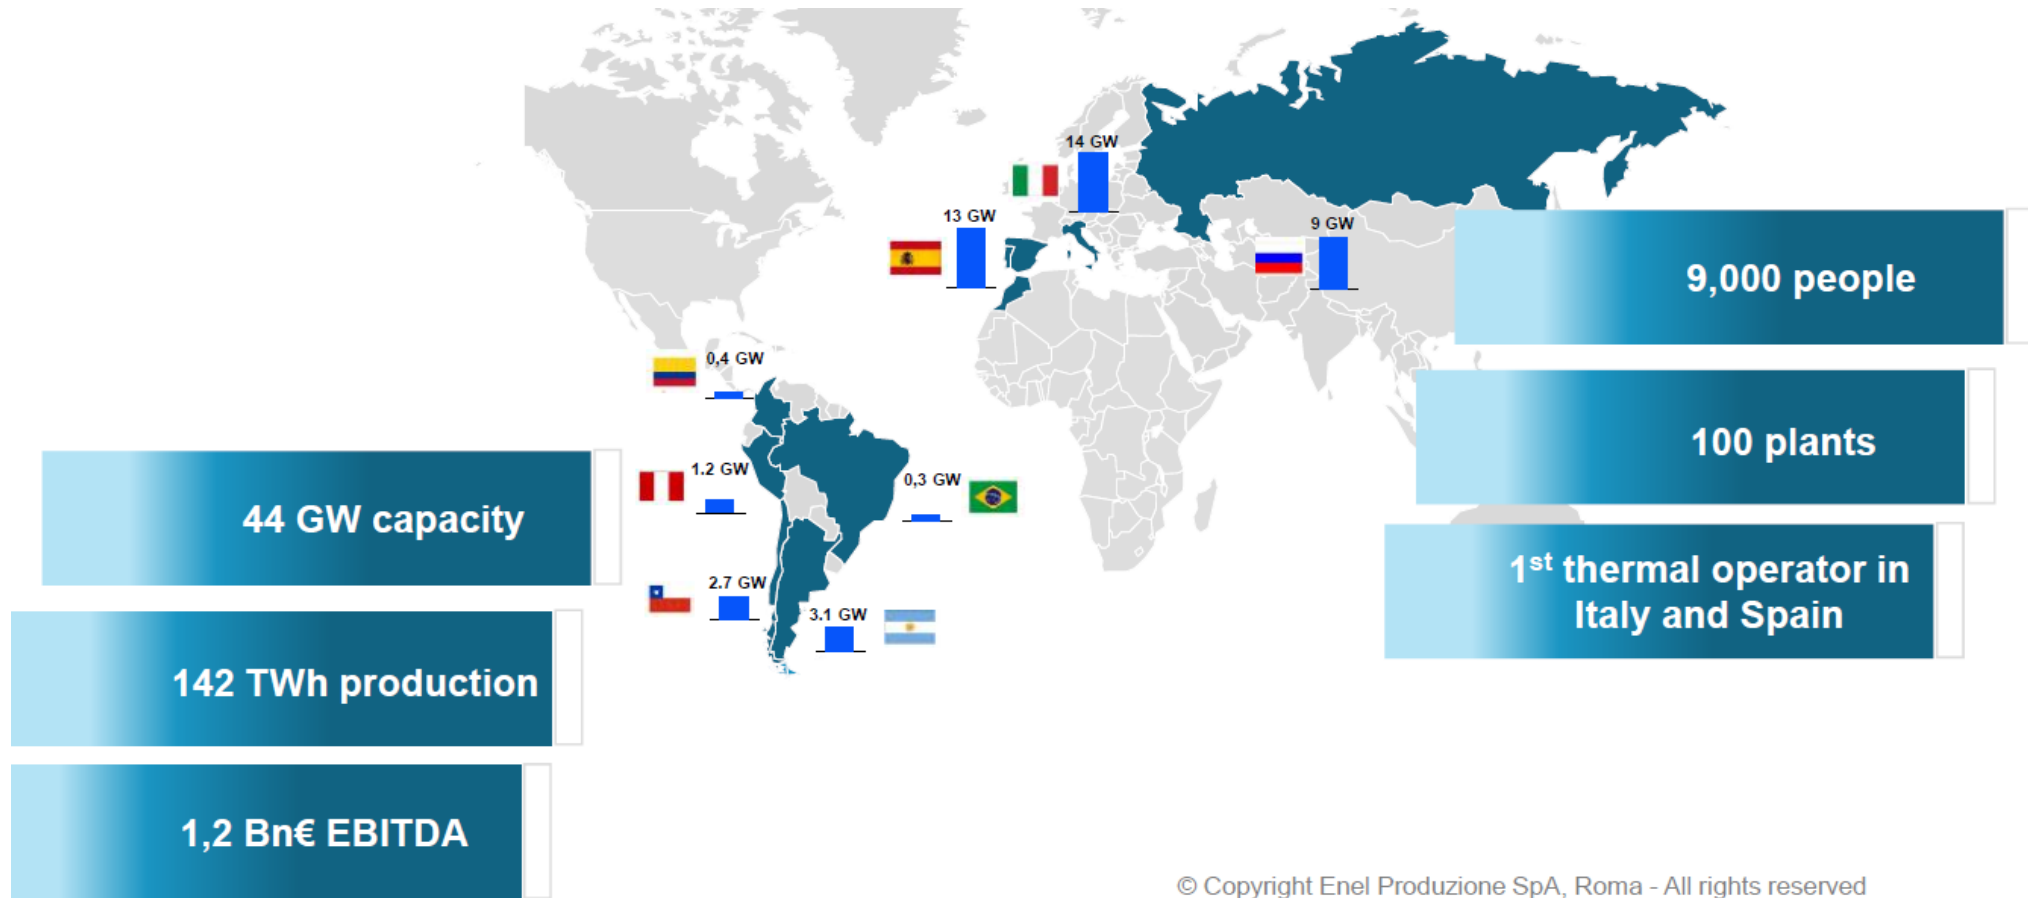 14 GW
13 GW
9 GW
9,000 people
0,4 GW
100 plants
44 GW capacity
1.2 GW
0,3 GW
1st thermal operator in
Italy and Spain
2.7 GW
3.1 GW
142 TWh production
1,2 Bn€ EBITDA
© Copyright Enel Produzione SpA, Roma - All rights reserved